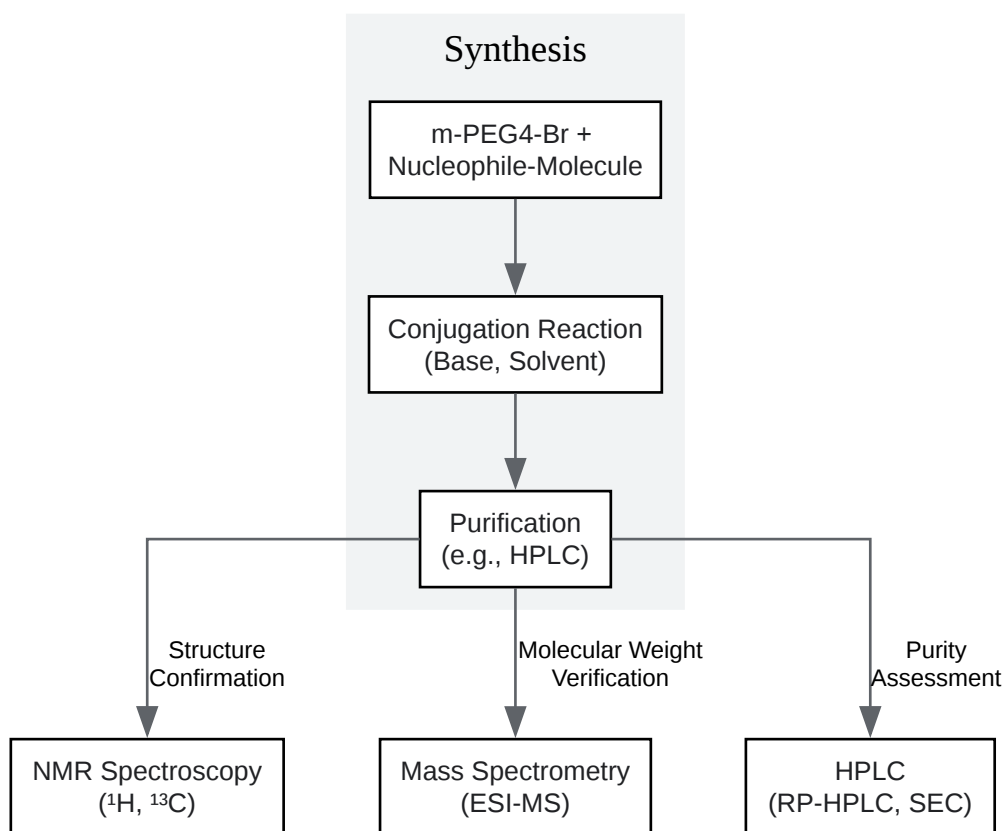 Synthesis
m-PEG4-Br +
Nucleophile-Molecule
Conjugation Reaction
(Base, Solvent)
Purification
(e.g., HPLC)
Structure
Confirmation
Molecular Weight
Verification
Purity
Assessment
NMR Spectroscopy
(¹H, ¹³C)
Mass Spectrometry
(ESI-MS)
HPLC
(RP-HPLC, SEC)